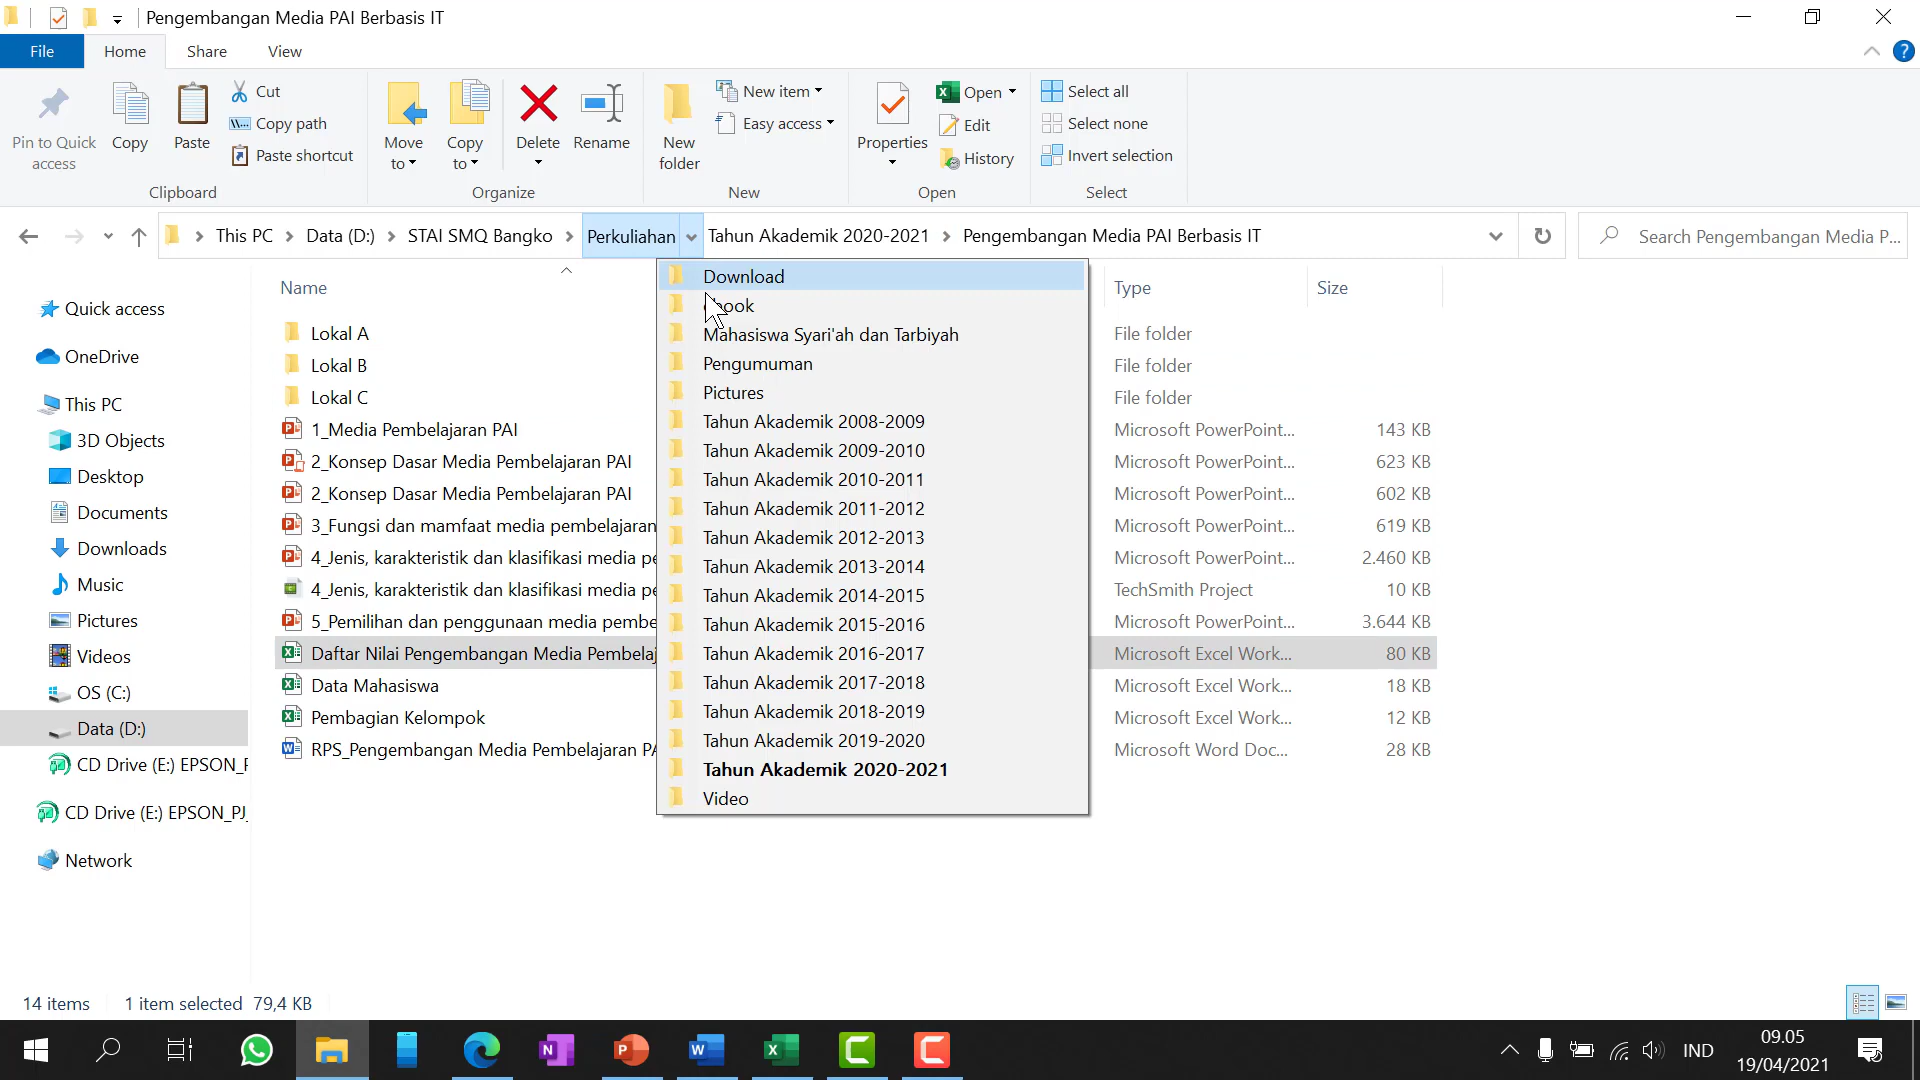 Pengembangan Media PAI Berbasis IT
File
Home
Share
View
Pin to Quick access
Copy
Paste
Cut
Copy path
Paste shortcut
Clipboard
Move to
Copy to
Delete
Rename
Organize
New folder
New item
Easy access
New
Properties
Open
Edit
History
Open
Select all
Select none
Invert selection
Select
This PC
Data (D:)
STAI SMQ Bangko
Perkuliahan
Tahun Akademik 2020-2021
Pengembangan Media PAI Berbasis IT
Search Pengembangan Media P...
Quick access
OneDrive
This PC
3D Objects
Desktop
Documents
Downloads
Music
Pictures
Videos
OS (C:)
Data (D:)
CD Drive (E:) EPSON_
CD Drive (E:) EPSON_PJ_
Network
Name
Type
Size
Lokal A
File folder
Lokal B
File folder
Lokal C
File folder
1_Media Pembelajaran PAI
Microsoft PowerPoint...
143 KB
2_Konsep Dasar Media Pembelajaran PAI
Microsoft PowerPoint...
623 KB
2_Konsep Dasar Media Pembelajaran PAI
Microsoft PowerPoint...
602 KB
3_Fungsi dan mamfaat media pembelajaran
Microsoft PowerPoint...
619 KB
4_Jenis, karakteristik dan klasifikasi media pe
Microsoft PowerPoint...
2.460 KB
4_Jenis, karakteristik dan klasifikasi media pe
TechSmith Project
10 KB
5_Pemilihan dan penggunaan media pembe
Microsoft PowerPoint...
3.644 KB
Daftar Nilai Pengembangan Media Pembelaj
Microsoft Excel Work...
80 KB
Data Mahasiswa
Microsoft Excel Work...
18 KB
Pembagian Kelompok
Microsoft Excel Work...
12 KB
RPS_Pengembangan Media Pembelajaran PA
Microsoft Word Doc...
28 KB
Download
Mahasiswa Syari'ah dan Tarbiyah
Pengumuman
Pictures
Tahun Akademik 2008-2009
Tahun Akademik 2009-2010
Tahun Akademik 2010-2011
Tahun Akademik 2011-2012
Tahun Akademik 2012-2013
Tahun Akademik 2013-2014
Tahun Akademik 2014-2015
Tahun Akademik 2015-2016
Tahun Akademik 2016-2017
Tahun Akademik 2017-2018
Tahun Akademik 2018-2019
Tahun Akademik 2019-2020
Tahun Akademik 2020-2021
Video
14 items
1 item selected 79,4 KB
IND
09.05
19/04/2021